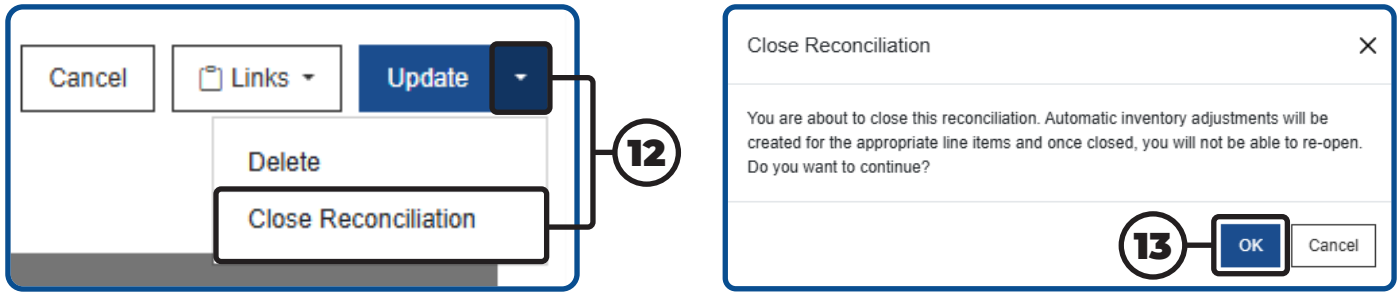 Cancel Links Update
Delete
Close Reconciliation
12
Close Reconciliation
You are about to close this reconciliation. Automatic inventory adjustments will be
created for the appropriate line items and once closed, you will not be able to re-open.
Do you want to continue?
13 OK Cancel